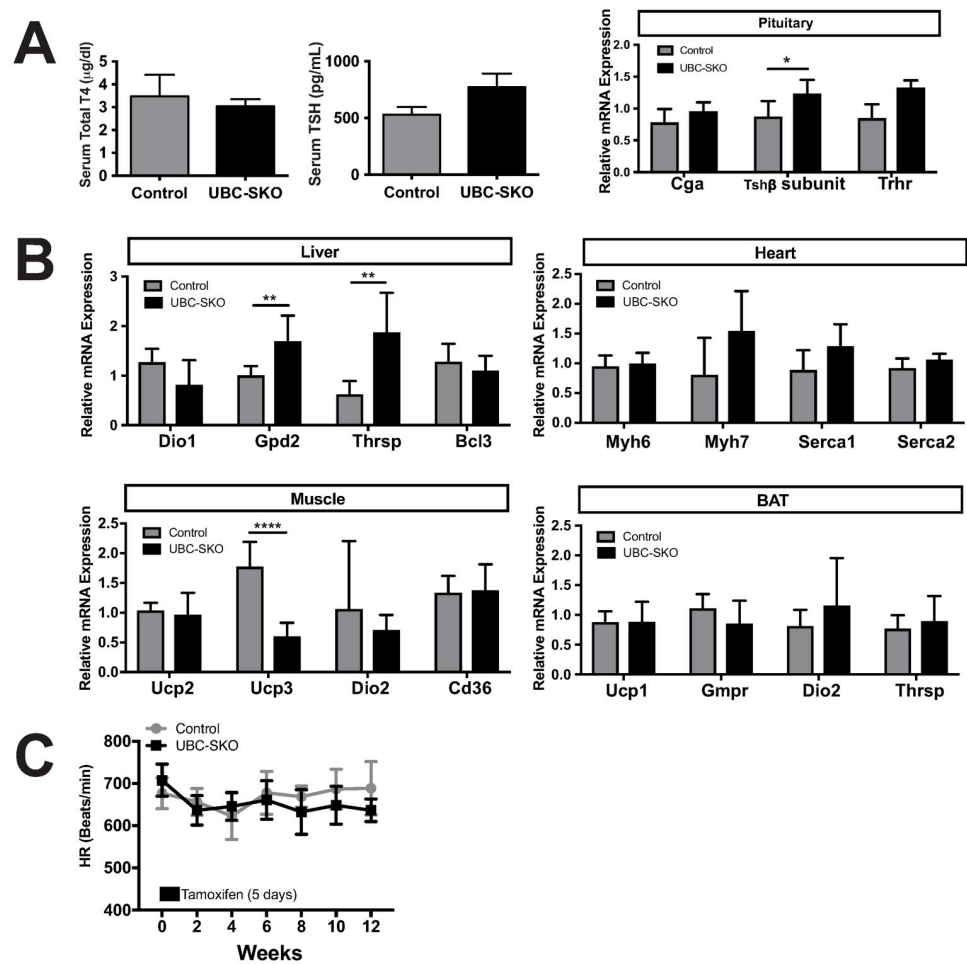 A
Serum Total T4 (µg/dl)
5
4
3
2
1
0
Control UBC-SKO
Serum TSH (pg/mL)
1000
500
0
Control UBC-SKO
Pituitary
Relative mRNA Expression
2.0
1.5
1.0
0.5
0.0
Control
UBC-SKO
*
Cga Tshβ subunit Trhr
B
Liver
Relative mRNA Expression
3
2
1
0
Control
UBC-SKO
** **
Dio1 Gpd2 Thrsp Bcl3
Heart
Relative mRNA Expression
2.5
2.0
1.5
1.0
0.5
0.0
Control
UBC-SKO
Myh6 Myh7 Serca1 Serca2
Muscle
Relative mRNA Expression
2.5
2.0
1.5
1.0
0.5
0.0
Control
UBC-SKO
****
Ucp2 Ucp3 Dio2 Cd36
BAT
Relative mRNA Expression
2.5
2.0
1.5
1.0
0.5
0.0
Control
UBC-SKO
Ucp1 Gmpr Dio2 Thrsp
C
Control
UBC-SKO
HR (Beats/min)
800
700
600
500
400
Tamoxifen (5 days)
0 2 4 6 8 10 12
Weeks